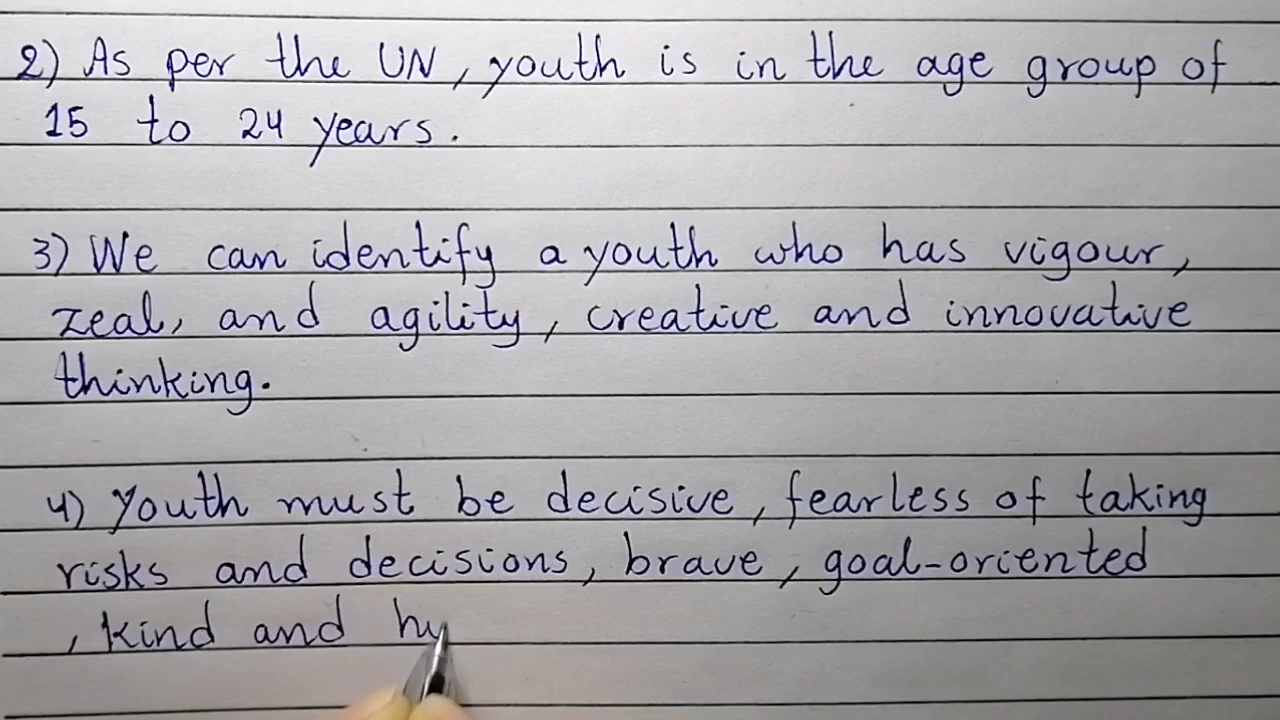 2) As per the UN, youth is in the age group of
15 to 24 years.
3) We can identify a youth who has vigour,
zeal, and agility, creative and innovative
thinking.
4) Youth must be decisive, fearless of taking
risks and decisions, brave, goal-oriented
, kind and hu